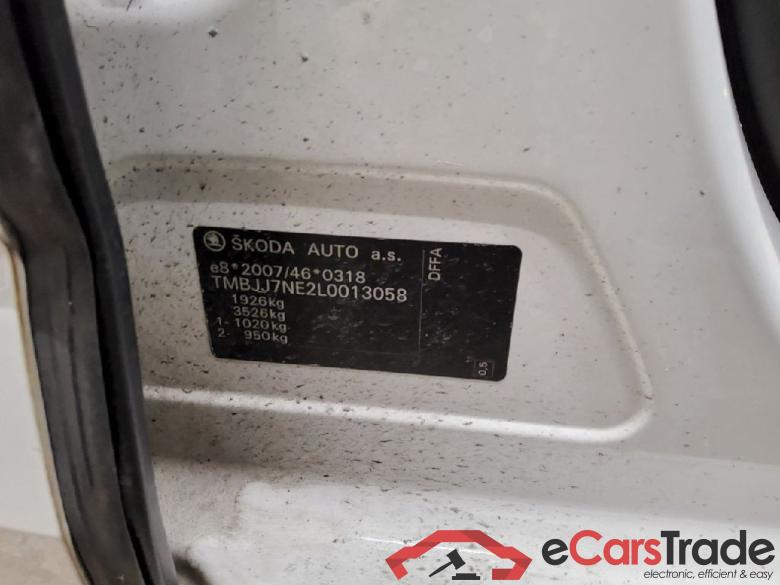 ŠKODA AUTO a.s.
e8*2007/46*0318
TMBJJ7NE2L0013058
1926kg
3526kg
1- 1020kg
2- 950kg
DFFA
0,5
eCarsTrade
electronic, efficient & easy